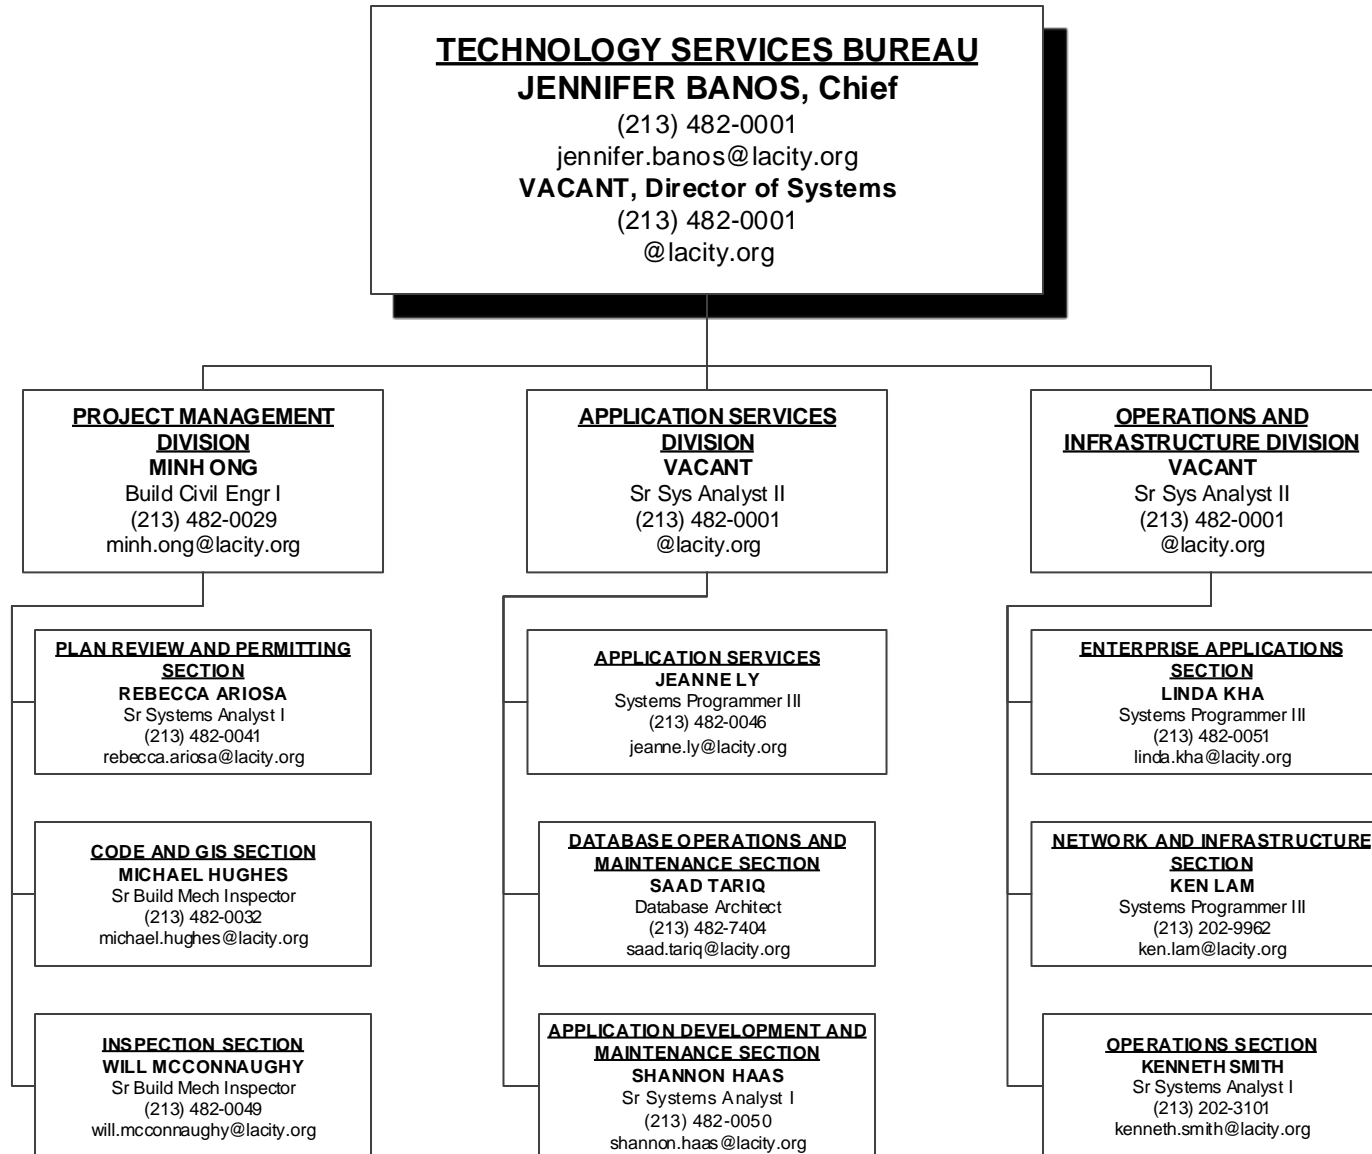 TECHNOLOGY SERVICES BUREAU
JENNIFER BANOS, Chief
(213) 482-0001
jennifer.banos@lacity.org
VACANT, Director of Systems
(213) 482-0001
@lacity.org
PROJECT MANAGEMENT
DIVISION
MINH ONG
Build Civil Engr I
(213) 482-0029
minh.ong@lacity.org
APPLICATION SERVICES
DIVISION
VACANT
Sr Sys Analyst II
(213) 482-0001
@lacity.org
OPERATIONS AND
INFRASTRUCTURE DIVISION
VACANT
Sr Sys Analyst II
(213) 482-0001
@lacity.org
PLAN REVIEW AND PERMITTING
SECTION
REBECCA ARIOSA
Sr Systems Analyst I
(213) 482-0041
rebecca.ariosa@lacity.org
APPLICATION SERVICES
JEANNE LY
Systems Programmer III
(213) 482-0046
jeanne.ly@lacity.org
ENTERPRISE APPLICATIONS
SECTION
LINDA KHA
Systems Programmer III
(213) 482-0051
linda.kha@lacity.org
CODE AND GIS SECTION
MICHAEL HUGHES
Sr Build Mech Inspector
(213) 482-0032
michael.hughes@lacity.org
DATABASE OPERATIONS AND
MAINTENANCE SECTION
SAAD TARIQ
Database Architect
(213) 482-7404
saad.tariq@lacity.org
NETWORK AND INFRASTRUCTURE
SECTION
KEN LAM
Systems Programmer III
(213) 202-9962
ken.lam@lacity.org
INSPECTION SECTION
WILL MCCONNAUGHY
Sr Build Mech Inspector
(213) 482-0049
will.mcconnaughy@lacity.org
APPLICATION DEVELOPMENT AND
MAINTENANCE SECTION
SHANNON HAAS
Sr Systems Analyst I
(213) 482-0050
shannon.haas@lacity.org
OPERATIONS SECTION
KENNETH SMITH
Sr Systems Analyst I
(213) 202-3101
kenneth.smith@lacity.org